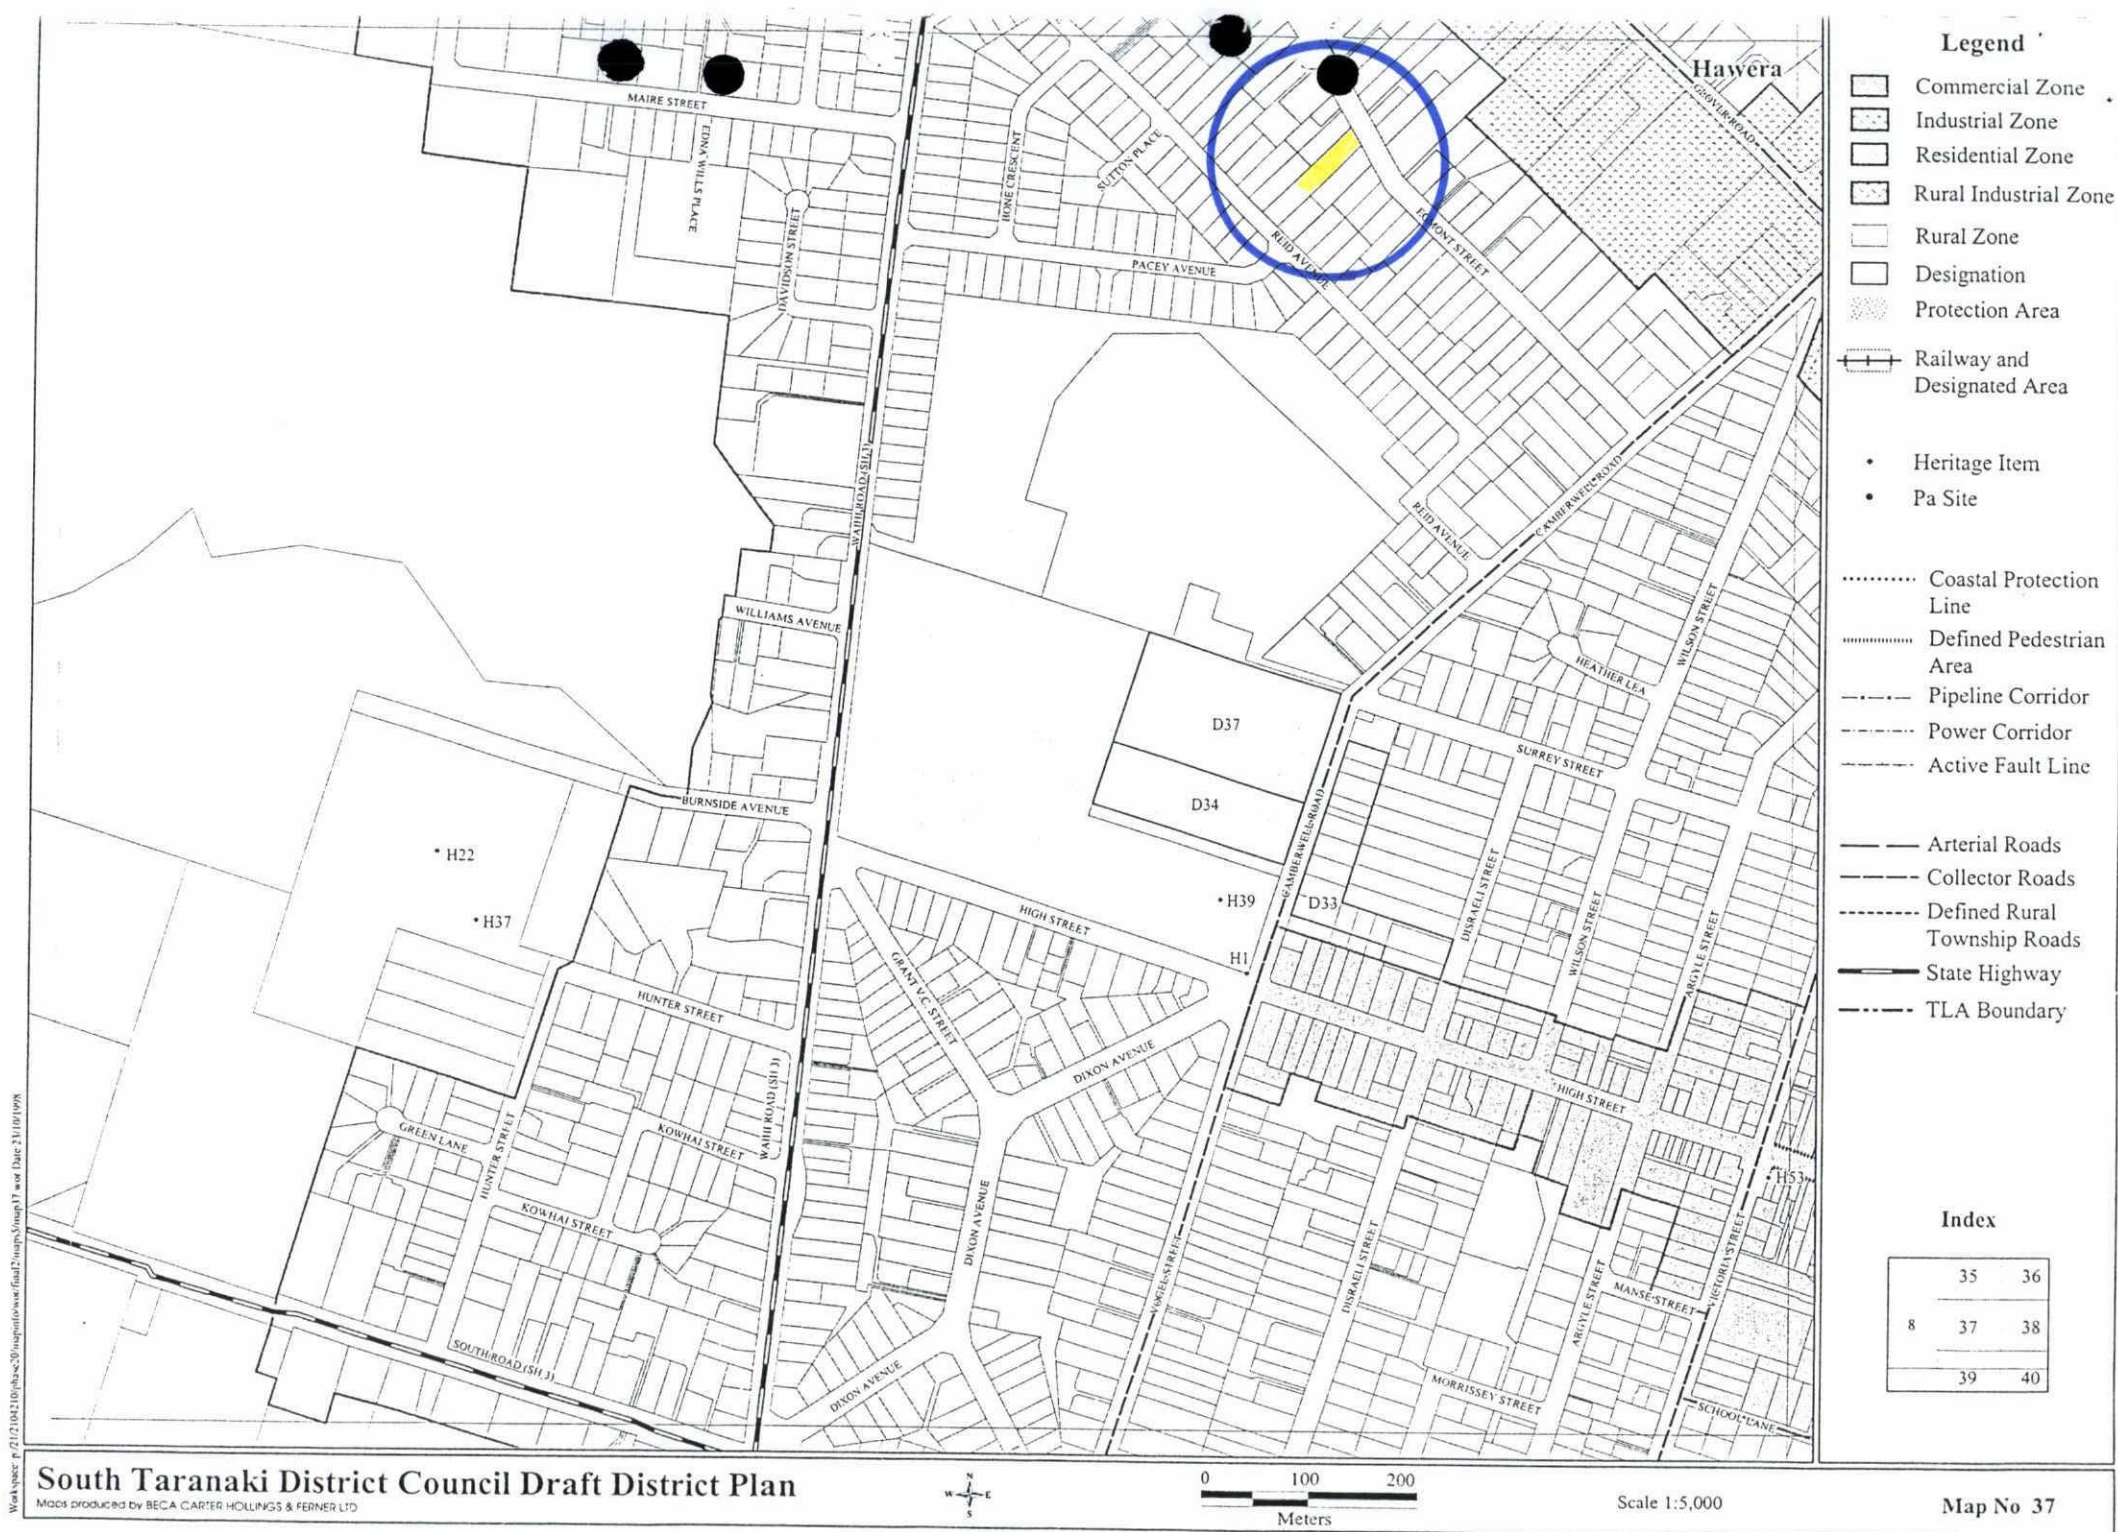 Hawera
GLOVER ROAD
MAIRE STREET
EDNA WILLS PLACE
DAVIDSON STREET
BONE CRESCENT
SUTTON PLACE
PACEY AVENUE
REID AVENUE
EGMONT STREET
WAIHI ROAD (SH 3)
REID AVENUE
CAMBERWELL ROAD
WILSON STREET
HEATHER LEA
WILLIAMS AVENUE
SURREY STREET
D37
D34
CAMBERWELL ROAD
BURNSIDE AVENUE
H22
H37
H39
D33
H1
HIGH STREET
DISRAELI STREET
WILSON STREET
ARGYLE STREET
GRANT V.C. STREET
HUNTER STREET
DIXON AVENUE
WAIHI ROAD (SH 3)
HIGH STREET
GREEN LANE
HUNTER STREET
KOWHAI STREET
KOWHAI STREET
DIXON AVENUE
VOGEL STREET
DISRAELI STREET
ARGYLE STREET
H53
VICTORIA STREET
MANSE STREET
SOUTH ROAD (SH 3)
DIXON AVENUE
MORRISSEY STREET
SCHOOL LANE
Legend
Commercial Zone
Industrial Zone
Residential Zone
Rural Industrial Zone
Rural Zone
Designation
Protection Area
Railway and
Designated Area
Heritage Item
Pa Site
Coastal Protection
Line
Defined Pedestrian
Area
Pipeline Corridor
Power Corridor
Active Fault Line
Arterial Roads
Collector Roads
Defined Rural
Township Roads
State Highway
TLA Boundary
Index
35 36
8 37 38
39 40
South Taranaki District Council Draft District Plan
Maps produced by BECA CARTER HOLLINGS & FERNER LTD
N
W E
S
0 100 200
Meters
Scale 1:5,000
Map No 37